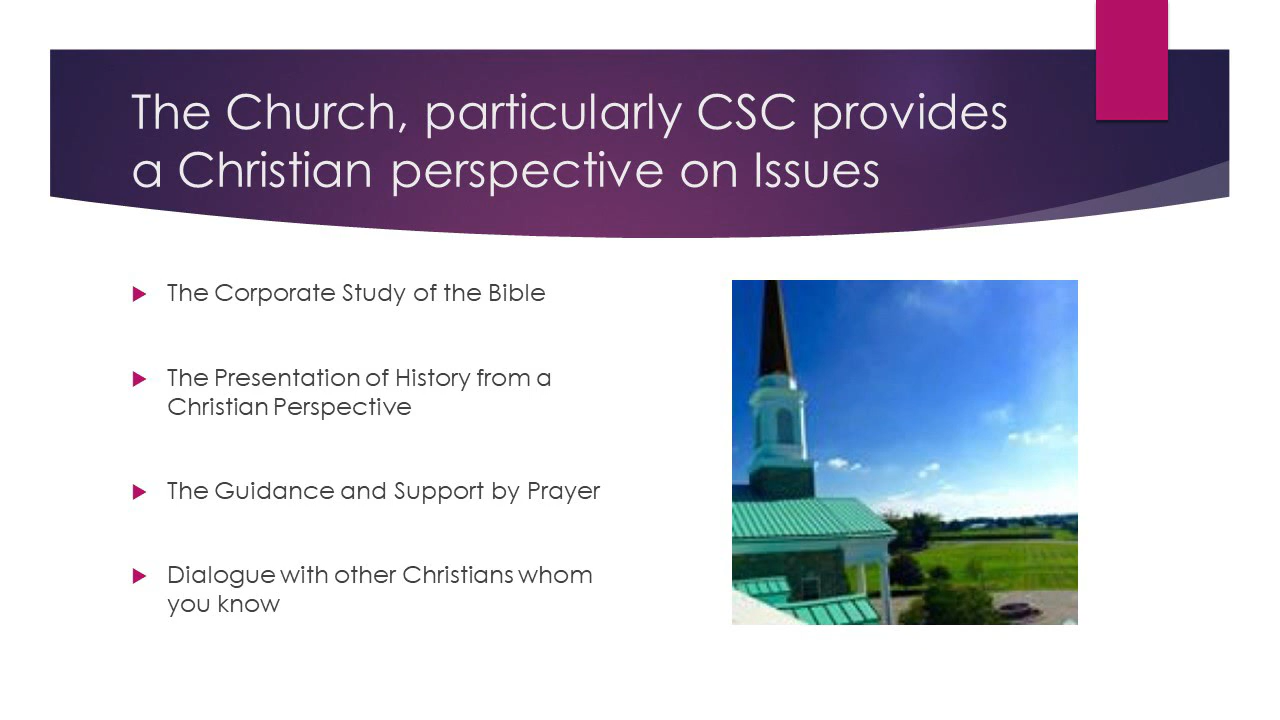 The Church, particularly CSC provides
a Christian perspective on Issues
The Corporate Study of the Bible
The Presentation of History from a
Christian Perspective
The Guidance and Support by Prayer
Dialogue with other Christians whom
you know